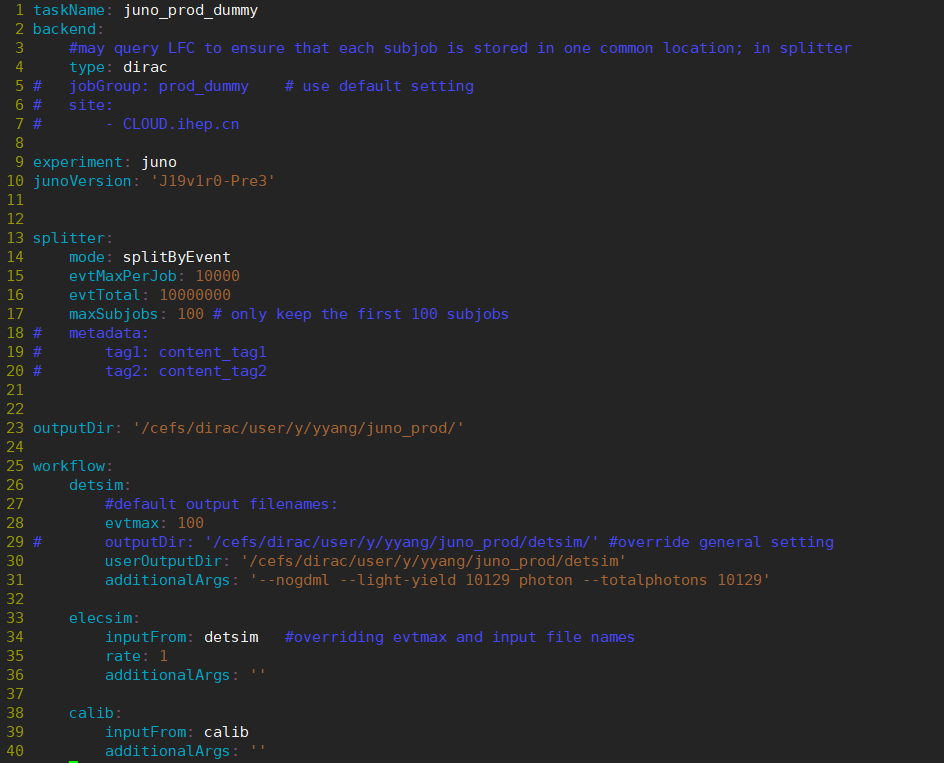 1 taskName: juno_prod_dummy
2 backend:
3     #may query LFC to ensure that each subjob is stored in one common location; in splitter
4     type: dirac
5 #   jobGroup: prod_dummy    # use default setting
6 #   site:
7 #       - CLOUD.ihep.cn
8
9 experiment: juno
10 junoVersion: 'J19v1r0-Pre3'
11
12
13 splitter:
14     mode: splitByEvent
15     evtMaxPerJob: 10000
16     evtTotal: 10000000
17     maxSubjobs: 100 # only keep the first 100 subjobs
18 #   metadata:
19 #       tag1: content_tag1
20 #       tag2: content_tag2
21
22
23 outputDir: '/cefs/dirac/user/y/yyang/juno_prod/'
24
25 workflow:
26     detsim:
27         #default output filenames:
28         evtmax: 100
29 #       outputDir: '/cefs/dirac/user/y/yyang/juno_prod/detsim/' #override general setting
30         userOutputDir: '/cefs/dirac/user/y/yyang/juno_prod/detsim'
31         additionalArgs: '--nogdml --light-yield 10129 photon --totalphotons 10129'
32
33     elecsim:
34         inputFrom: detsim   #overriding evtmax and input file names
35         rate: 1
36         additionalArgs: ''
37
38     calib:
39         inputFrom: calib
40         additionalArgs: ''